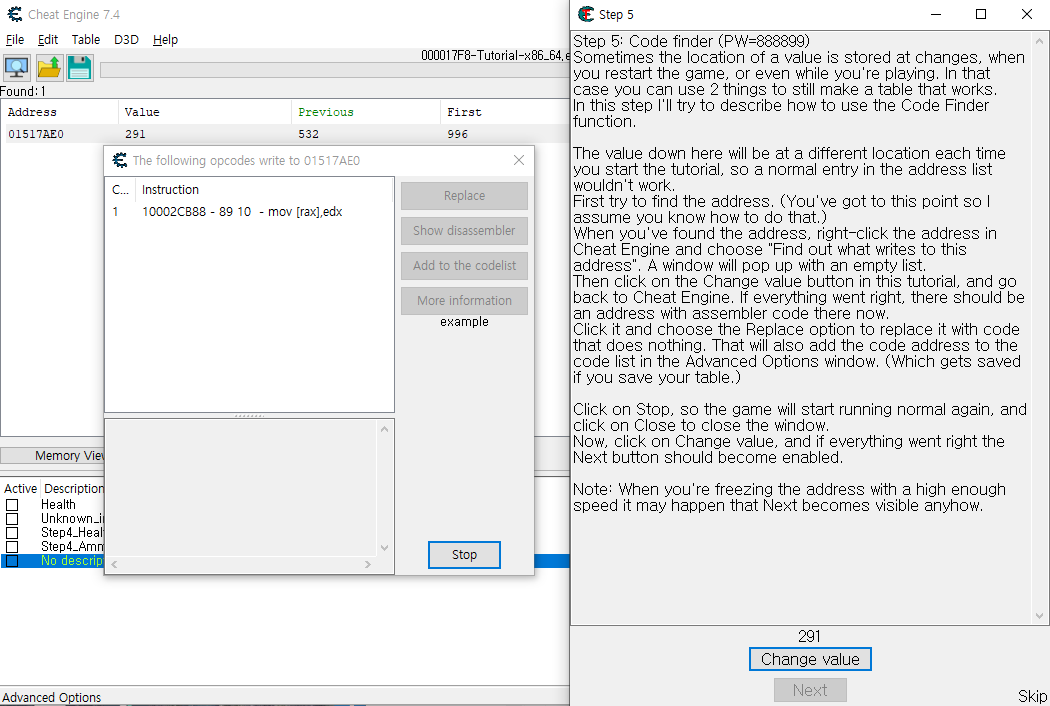 Cheat Engine 7.4
File Edit Table D3D Help
000017F8-Tutorial-x86_64.e
Found: 1
Address Value Previous First
01517AE0 291 532 996
The following opcodes write to 01517AE0
C... Instruction
1 10002CB88 - 89 10 - mov [rax],edx
Replace
Show disassembler
Add to the codelist
More information
example
Stop
Memory Viev
Active Description
Health
Unknown_i
Step4_Heal
Step4_Amm
No descrip
Advanced Options
Step 5
Step 5: Code finder (PW=888899)
Sometimes the location of a value is stored at changes, when
you restart the game, or even while you're playing. In that
case you can use 2 things to still make a table that works.
In this step I'll try to describe how to use the Code Finder
function.
The value down here will be at a different location each time
you start the tutorial, so a normal entry in the address list
wouldn't work.
First try to find the address. (You've got to this point so I
assume you know how to do that.)
When you've found the address, right-click the address in
Cheat Engine and choose "Find out what writes to this
address". A window will pop up with an empty list.
Then click on the Change value button in this tutorial, and go
back to Cheat Engine. If everything went right, there should be
an address with assembler code there now.
Click it and choose the Replace option to replace it with code
that does nothing. That will also add the code address to the
code list in the Advanced Options window. (Which gets saved
if you save your table.)
Click on Stop, so the game will start running normal again, and
click on Close to close the window.
Now, click on Change value, and if everything went right the
Next button should become enabled.
Note: When you're freezing the address with a high enough
speed it may happen that Next becomes visible anyhow.
291
Change value
Next
Skip